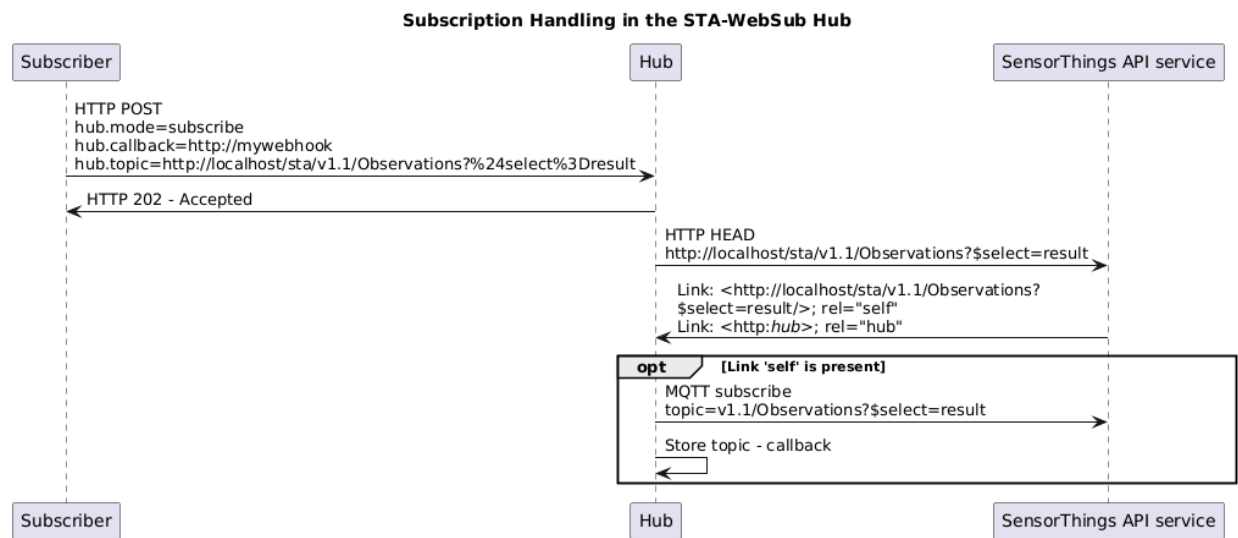 Subscription Handling in the STA-WebSub Hub
Subscriber
Hub
SensorThings API service
HTTP POST
hub.mode=subscribe
hub.callback=http://mywebhook
hub.topic=http://localhost/sta/v1.1/Observations?%24select%3Dresult
HTTP 202 - Accepted
HTTP HEAD
http://localhost/sta/v1.1/Observations?$select=result
Link: <http://localhost/sta/v1.1/Observations?
$select=result/>; rel="self"
Link: <http:hub>; rel="hub"
opt
[Link 'self' is present]
MQTT subscribe
topic=v1.1/Observations?$select=result
Store topic - callback
Subscriber
Hub
SensorThings API service